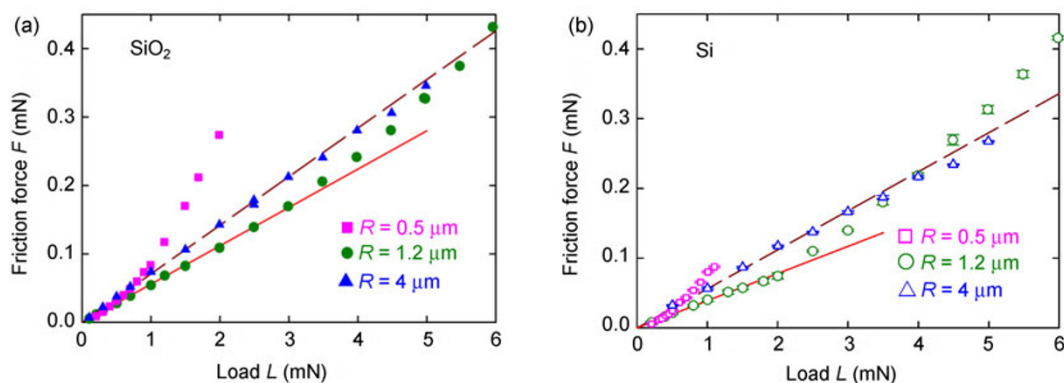 (a)
SiO₂
Friction force F (mN)
0.4
0.3
0.2
0.1
0.0
R = 0.5 μm
R = 1.2 μm
R = 4 μm
0 1 2 3 4 5 6
Load L (mN)
(b)
Si
Friction force F (mN)
0.4
0.3
0.2
0.1
0.0
R = 0.5 μm
R = 1.2 μm
R = 4 μm
0 1 2 3 4 5 6
Load L (mN)